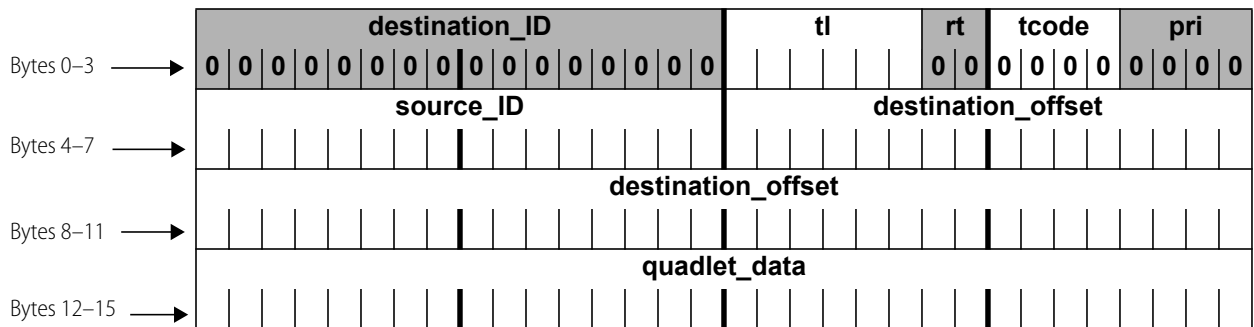 destination_ID tl rt tcode pri
Bytes 0–3 0 0 0 0 0 0 0 0 0 0 0 0 0 0 0 0 0 0 0 0 0 0 0 0 0 0
source_ID destination_offset
Bytes 4–7
destination_offset
Bytes 8–11
quadlet_data
Bytes 12–15